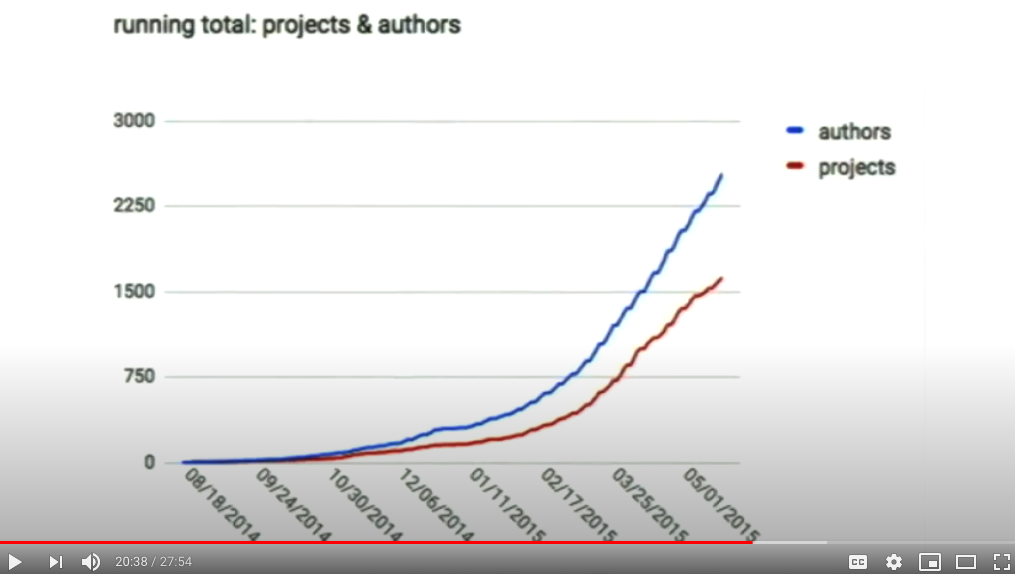 running total: projects & authors
3000
authors
projects
2250
1500
750
0
08/18/2014
09/24/2014
10/30/2014
12/06/2014
01/11/2015
02/17/2015
03/25/2015
05/01/2015
20:38 / 27:54
CC